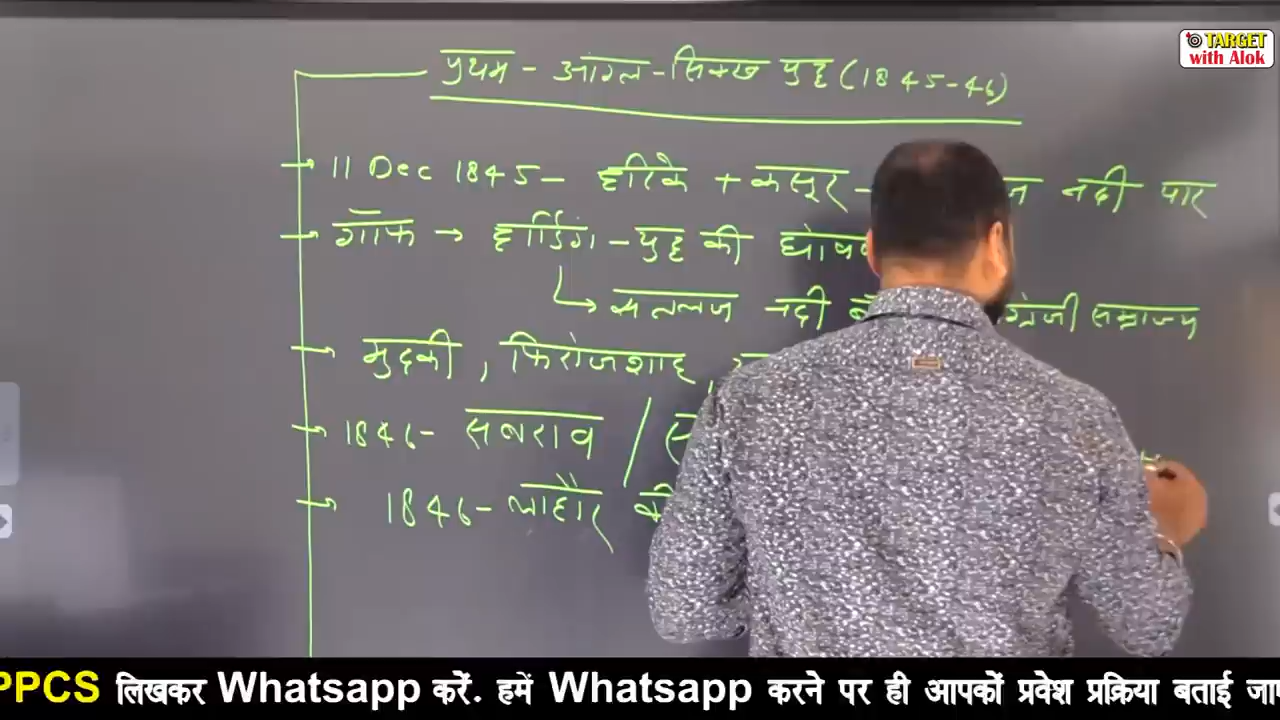 TARGET
with Alok
प्रथम - आंग्ल - सिक्ख युद्ध (1845-46)
→ 11 Dec 1845 - हरिके + कसूर - नदी पार
→ गॉफ → हार्डिंग - युद्ध की
→ सतलज नदी सम्राज्य
→ मुदकी, फिरोजशाह,
→ 1846 - सबराव /
→ 1846 - लाहौर
PPCS लिखकर Whatsapp करें. हमें Whatsapp करने पर ही आपकों प्रवेश प्रक्रिया बताई